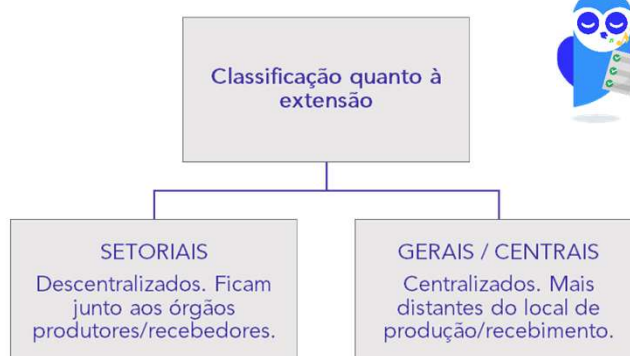 Classificação quanto à
extensão
SETORIAIS
Descentralizados. Ficam
junto aos órgãos
produtores/recebedores.
GERAIS / CENTRAIS
Centralizados. Mais
distantes do local de
produção/recebimento.